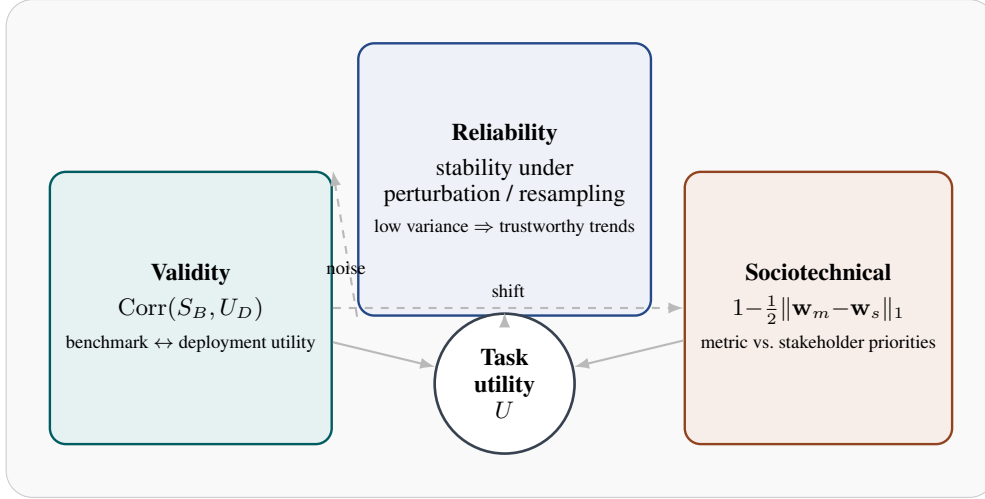 Reliability
stability under
perturbation / resampling
low variance ⇒ trustworthy trends
Validity
Corr(S_B, U_D)
benchmark ↔ deployment utility
noise
shift
Sociotechnical
1−½‖w_m−w_s‖₁
metric vs. stakeholder priorities
Task
utility
U